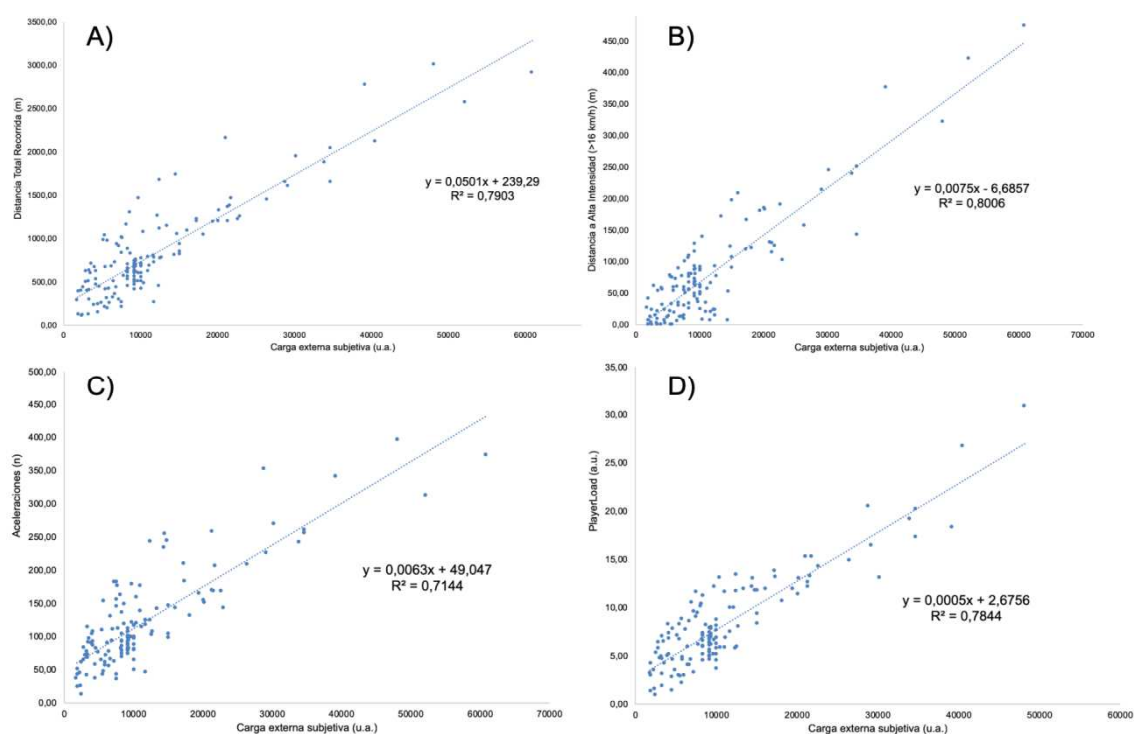 A)
3500,00
3000,00
2500,00
2000,00
1500,00
1000,00
500,00
0,00
Distancia Total Recorrida (m)
y = 0,0501x + 239,29
R² = 0,7903
0 10000 20000 30000 40000 50000 60000
Carga externa subjetiva (u.a.)
B)
450,00
400,00
350,00
300,00
250,00
200,00
150,00
100,00
50,00
0,00
Distancia a Alta Intensidad (>16 km/h) (m)
y = 0,0075x - 6,6857
R² = 0,8006
0 10000 20000 30000 40000 50000 60000 70000
Carga externa subjetiva (u.a.)
C)
500,00
450,00
400,00
350,00
300,00
250,00
200,00
150,00
100,00
50,00
0,00
Aceleraciones (n)
y = 0,0063x + 49,047
R² = 0,7144
0 10000 20000 30000 40000 50000 60000 70000
Carga externa subjetiva (u.a.)
D)
35,00
30,00
25,00
20,00
15,00
10,00
5,00
0,00
PlayerLoad (a.u.)
y = 0,0005x + 2,6756
R² = 0,7844
0 10000 20000 30000 40000 50000 60000
Carga externa subjetiva (u.a.)